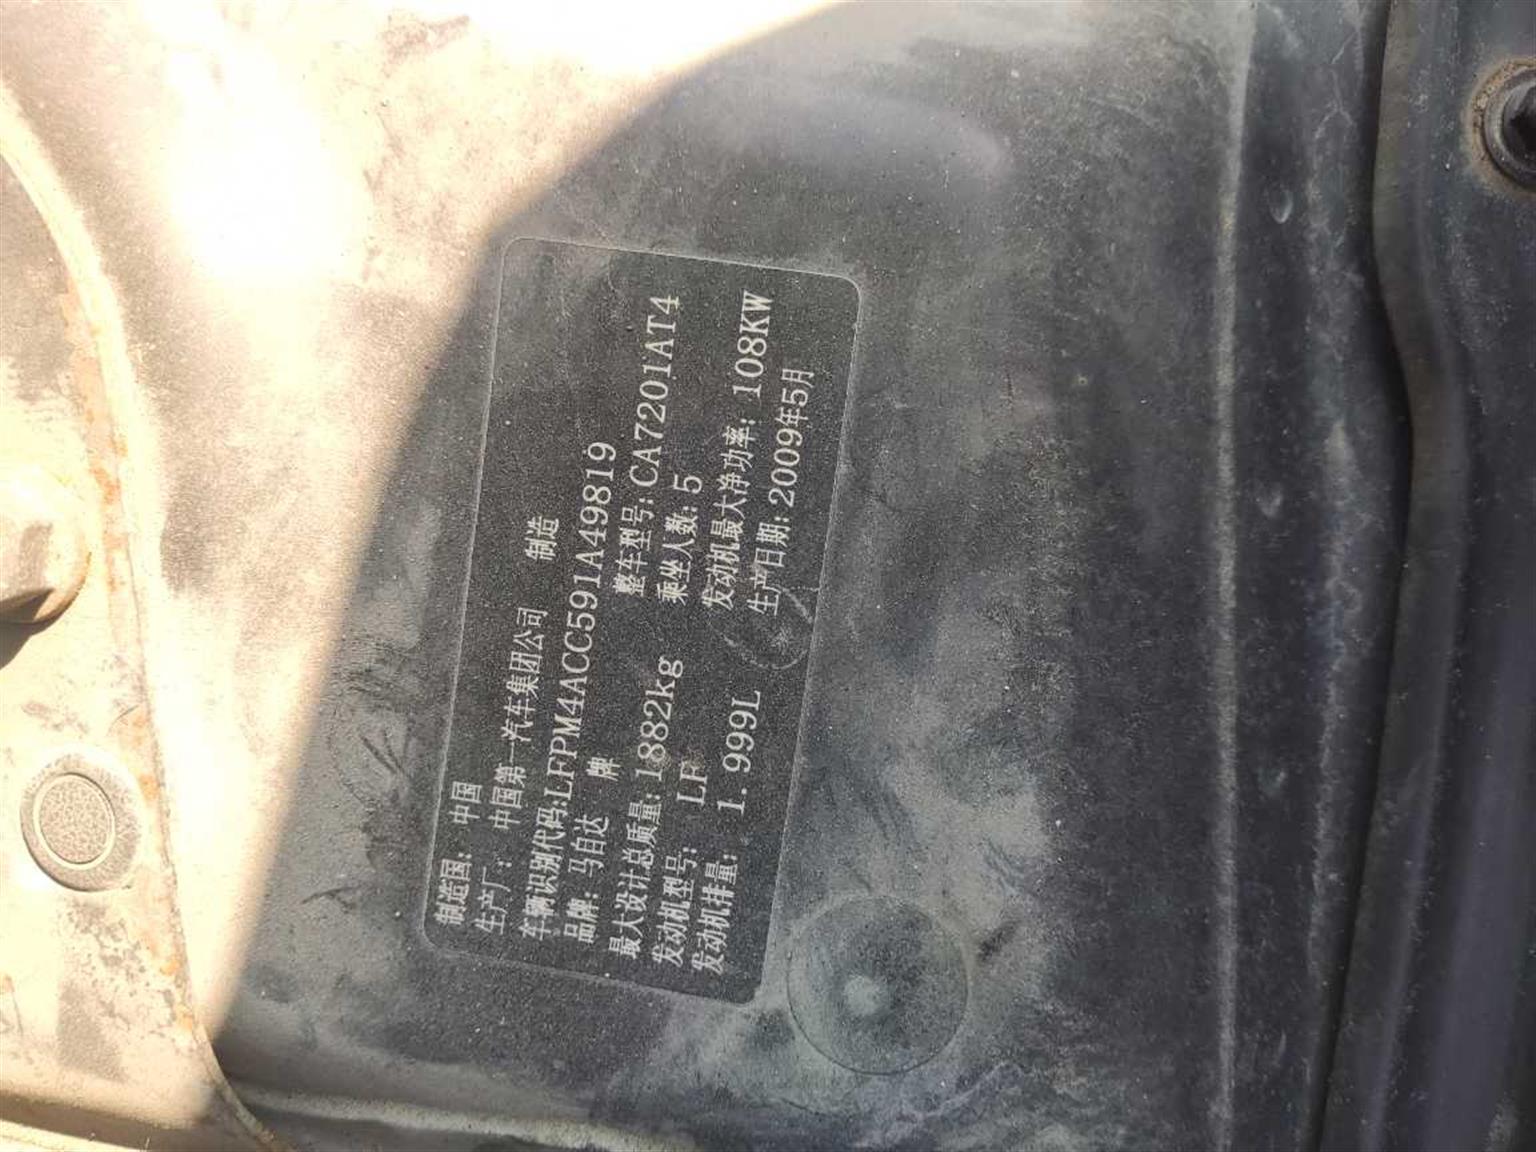 制造国： 中国
生产厂： 中国第一汽车集团公司 制造
车辆识别代码:LFPM4ACC591A49819
品牌： 马自达 牌 整车型号：CA7201AT4
最大设计总质量：1882kg 乘坐人数：5
发动机型号： LF 发动机最大净功率： 108KW
发动机排量： 1.999L 生产日期：2009年5月